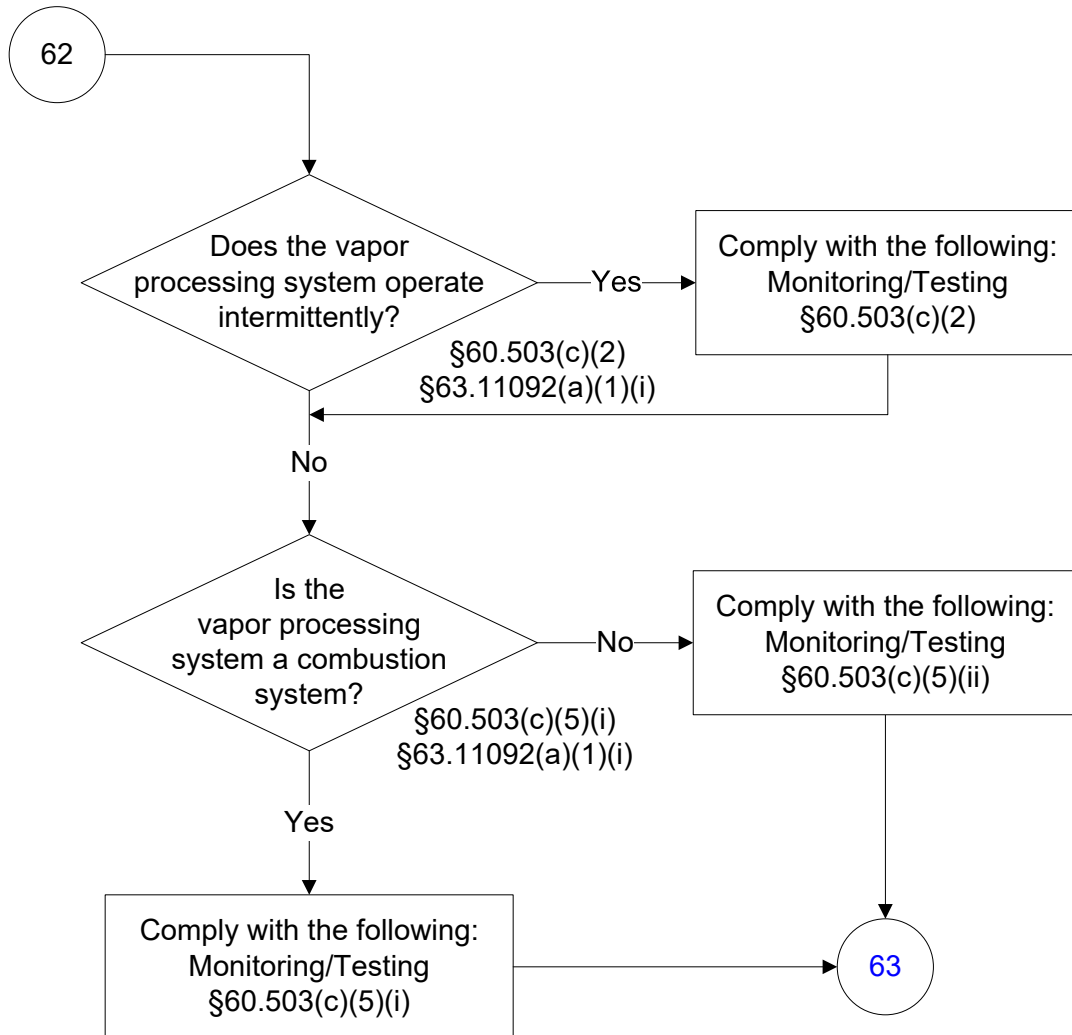 62
Does the vapor
processing system operate
intermittently?
Yes
Comply with the following:
Monitoring/Testing
§60.503(c)(2)
§60.503(c)(2)
§63.11092(a)(1)(i)
No
Is the
vapor processing
system a combustion
system?
No
Comply with the following:
Monitoring/Testing
§60.503(c)(5)(ii)
§60.503(c)(5)(i)
§63.11092(a)(1)(i)
Yes
Comply with the following:
Monitoring/Testing
§60.503(c)(5)(i)
63